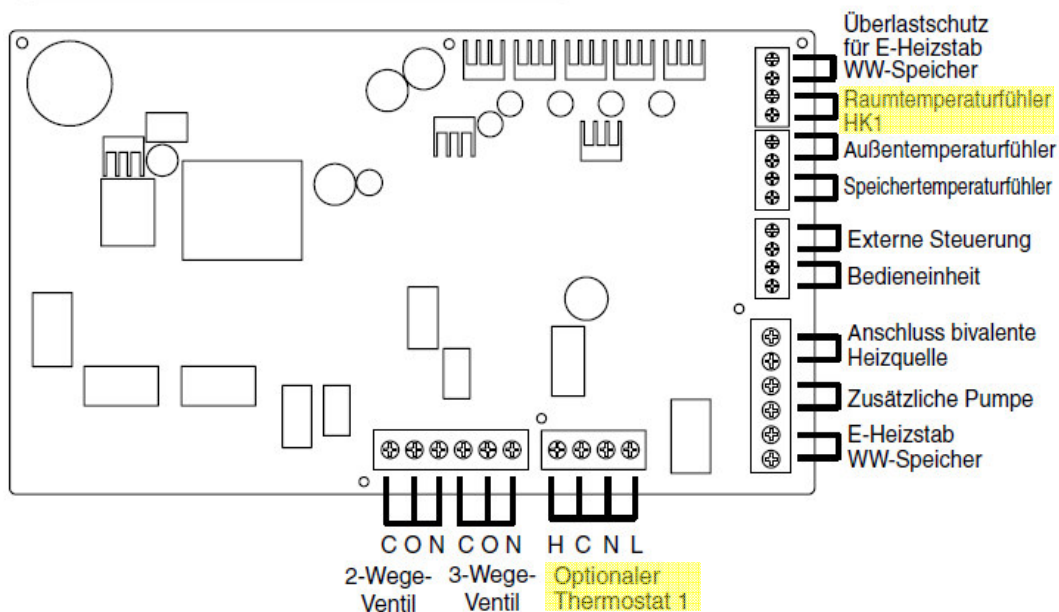 Überlastschutz
für E-Heizstab
WW-Speicher
Raumtemperaturfühler
HK1
Außentemperaturfühler
Speichertemperaturfühler
Externe Steuerung
Bedieneinheit
Anschluss bivalente
Heizquelle
Zusätzliche Pumpe
E-Heizstab
WW-Speicher
C O N C O N H C N L
2-Wege-
Ventil
3-Wege-
Ventil
Optionaler
Thermostat 1